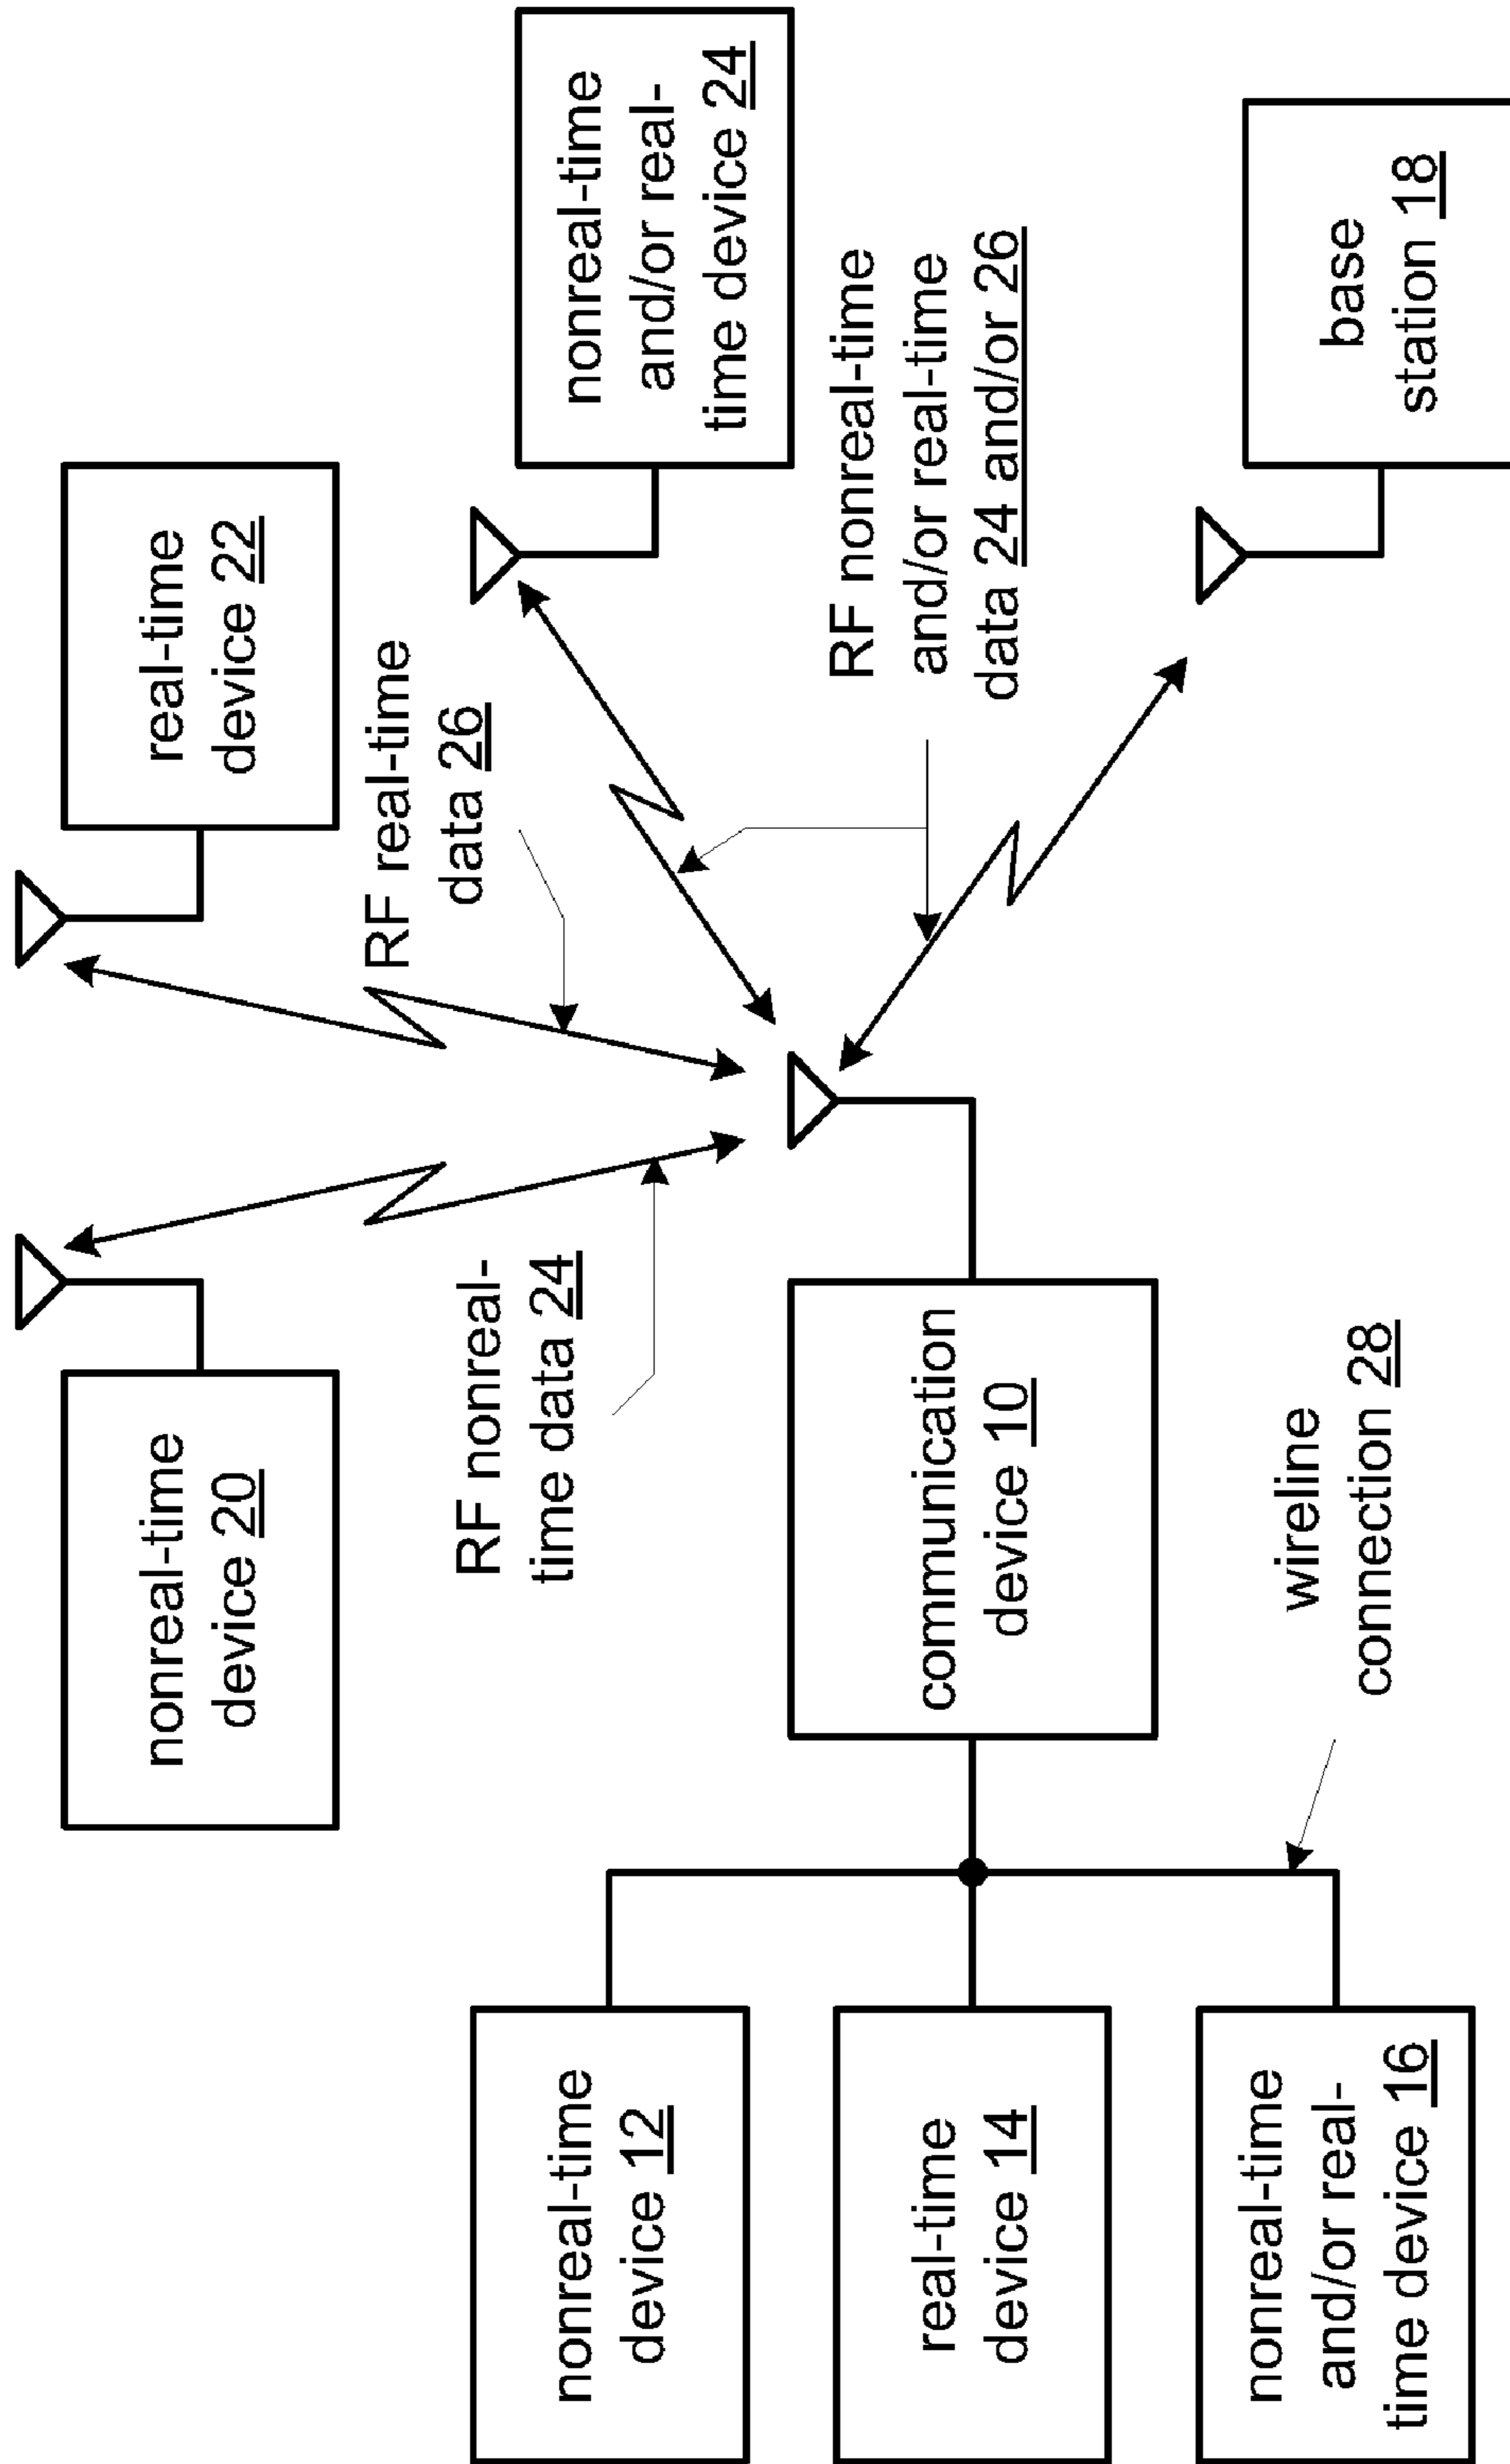 nonreal-time
device 20
real-time
device 22
RF nonreal-
time data 24
RF real-time
data 26
nonreal-time
and/or real-
time device 24
nonreal-time
device 12
communication
device 10
RF nonreal-time
and/or real-time
data 24 and/or 26
real-time
device 14
nonreal-time
and/or real-
time device 16
wireline
connection 28
base
station 18